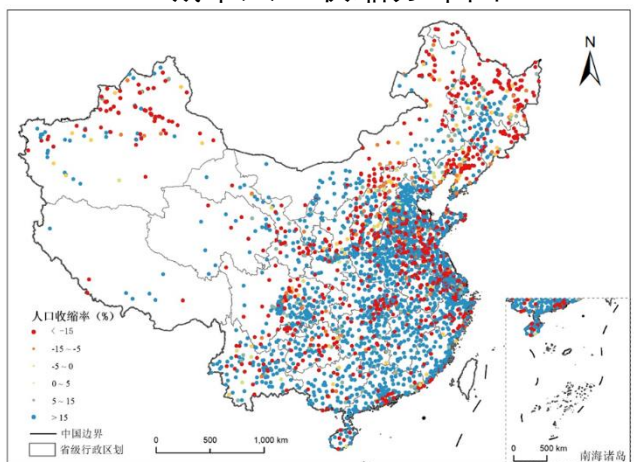 N
人口收缩率（%）
< -15
-15 ~ -5
-5 ~ 0
0 ~ 5
5 ~ 15
> 15
中国边界
省级行政区划
0 500 1,000 km
0 500 km
南海诸岛